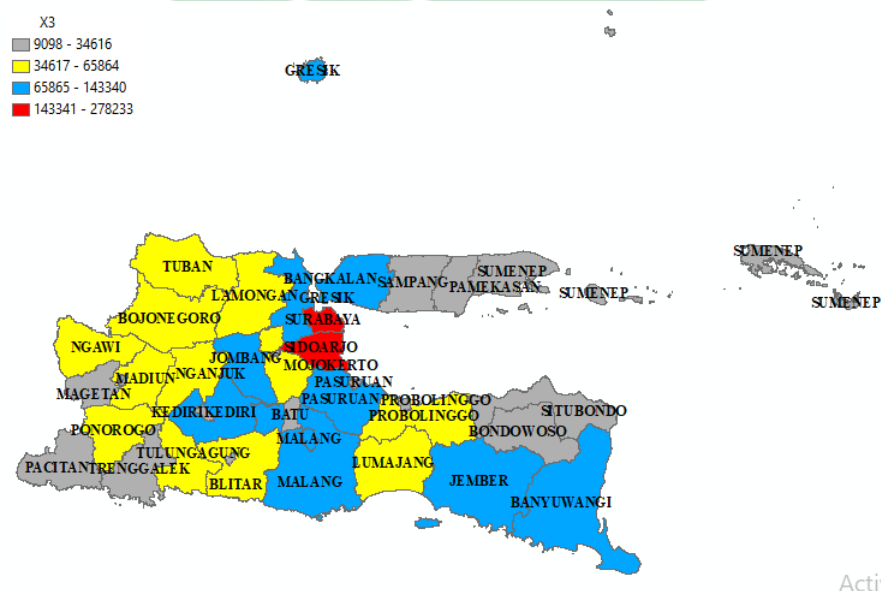 X3
9098 - 34616
34617 - 65864
65865 - 143340
143341 - 278233
GRESIK
TUBAN
LAMONGAN
BANGKALAN
SAMPANG
SUMENEP
PAMEKASAN
SUMENEP
SUMENEP
SUMENEP
GRESIK
BOJONEGORO
SURABAYA
NGAWI
JOMBANG
SIDOARJO
MOJOKERTO
MADIUN
NGANJUK
PASURUAN
MAGETAN
PASURUAN
PROBOLINGGO
PROBOLINGGO
KEDIRI
KEDIRI
BATU
SITUBONDO
BONDOWOSO
PONOROGO
MALANG
TULUNGAGUNG
LUMAJANG
PACITAN
TRENGGALEK
BLITAR
MALANG
JEMBER
BANYUWANGI
Activ